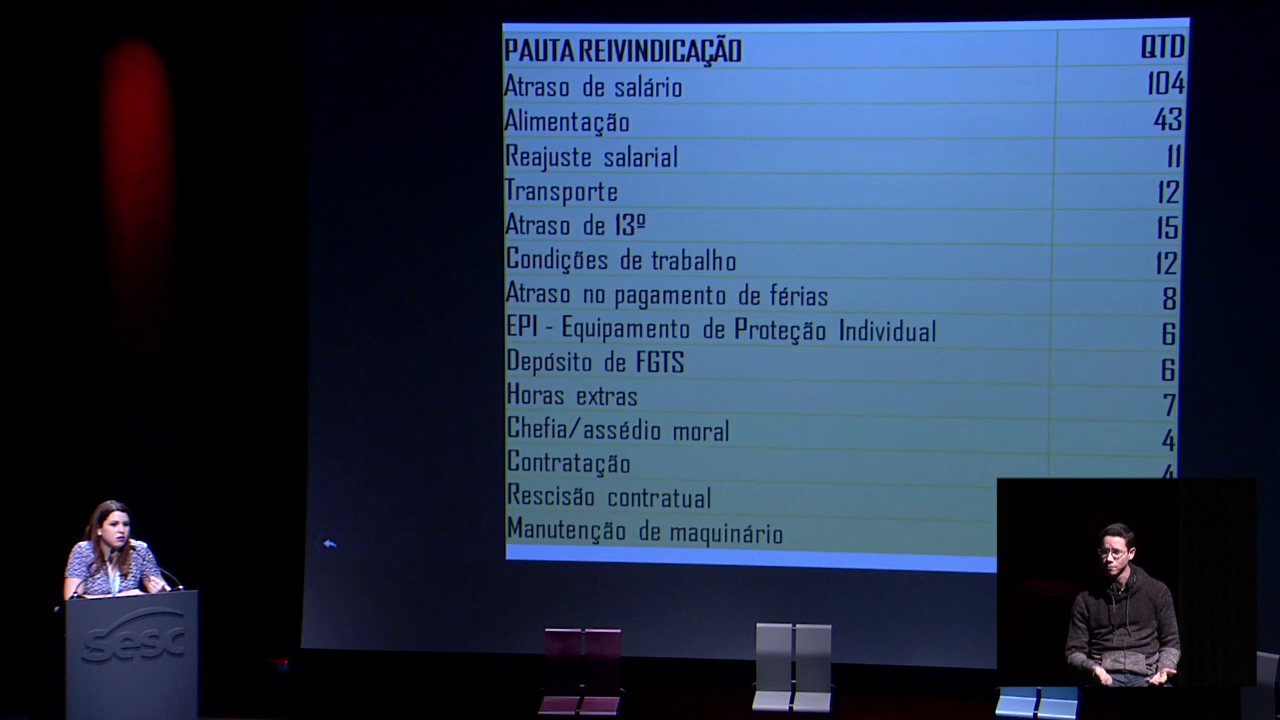 PAUTA REIVINDICAÇÃO QTD
Atraso de salário 104
Alimentação 43
Reajuste salarial 11
Transporte 12
Atraso de 13º 15
Condições de trabalho 12
Atraso no pagamento de férias 8
EPI - Equipamento de Proteção Individual 6
Depósito de FGTS 6
Horas extras 7
Chefia/assédio moral 4
Contratação 4
Rescisão contratual
Manutenção de maquinário
sesc